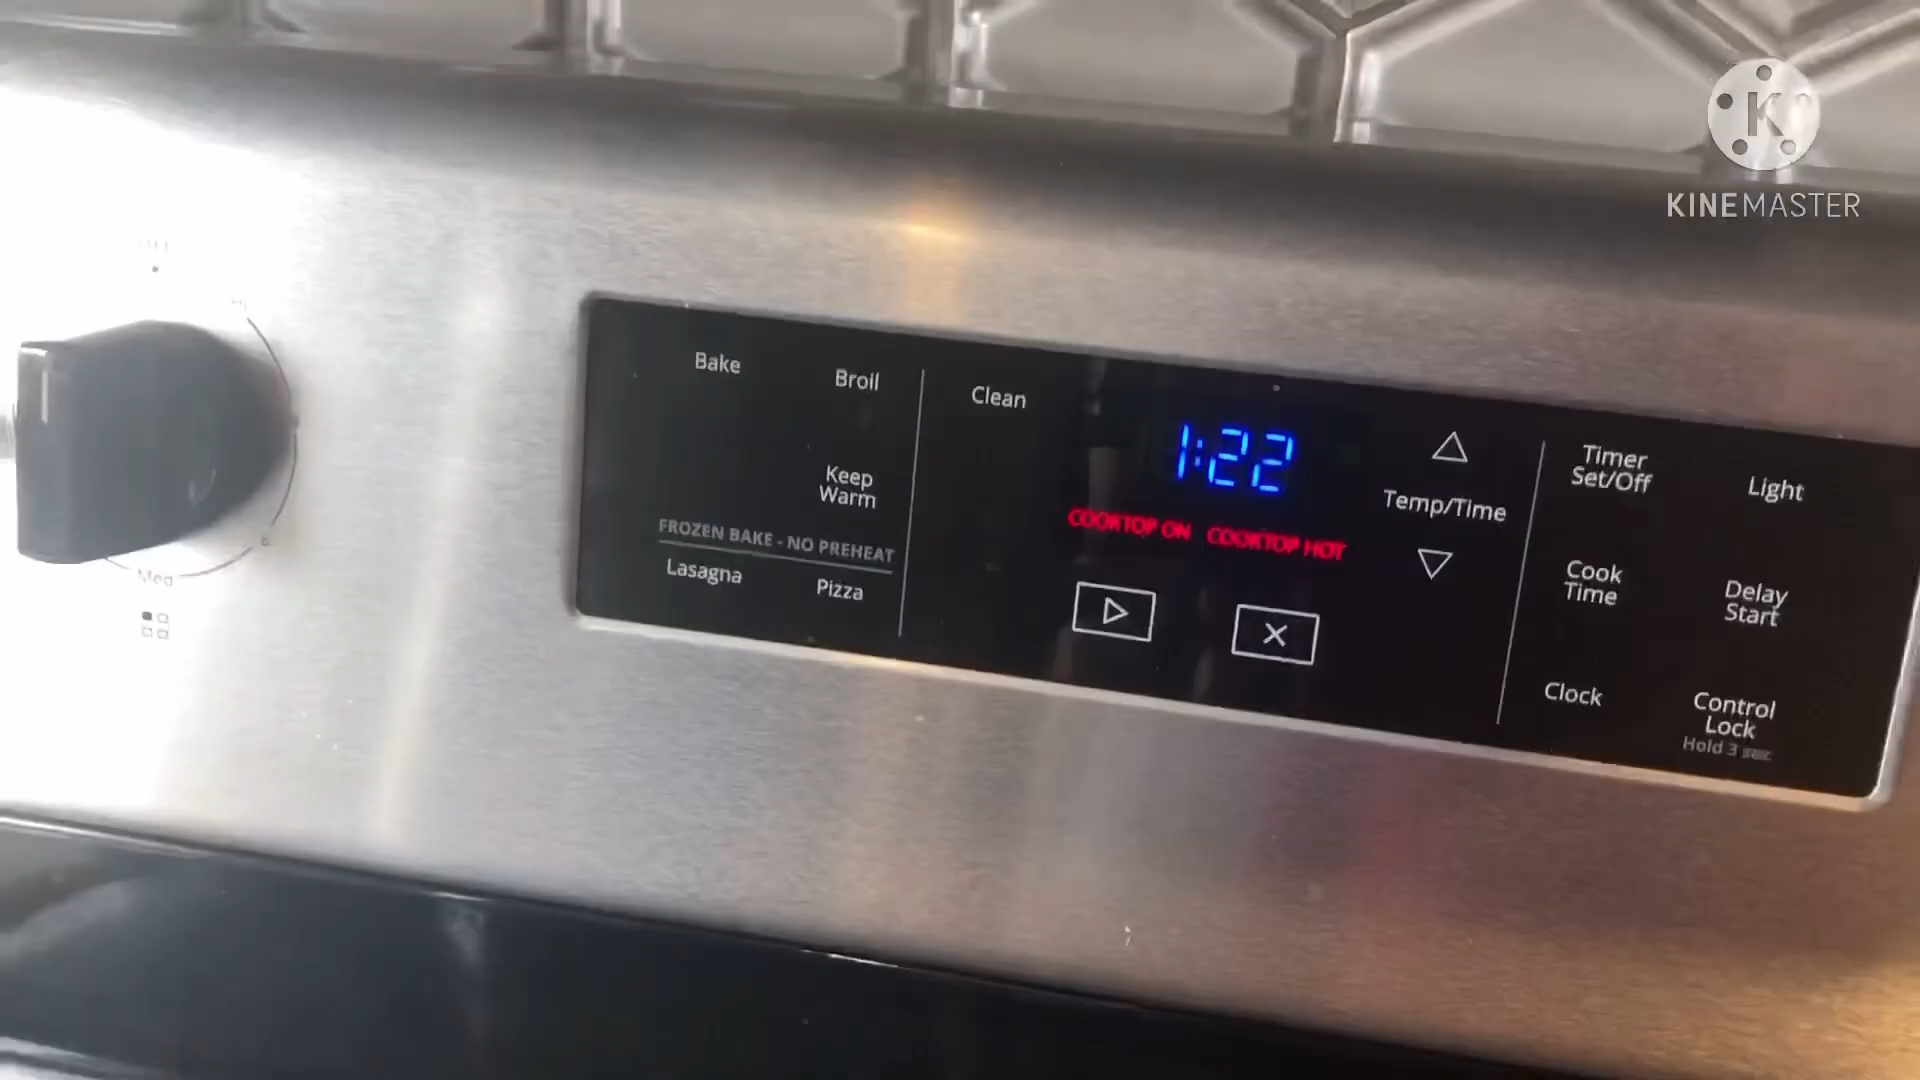 K
KINEMASTER
Hi
Med
Bake
Broil
Keep
Warm
FROZEN BAKE - NO PREHEAT
Lasagna
Pizza
Clean
1:22
COOKTOP ON COOKTOP HOT
Temp/Time
Timer
Set/Off
Light
Cook
Time
Delay
Start
Clock
Control
Lock
Hold 3 sec